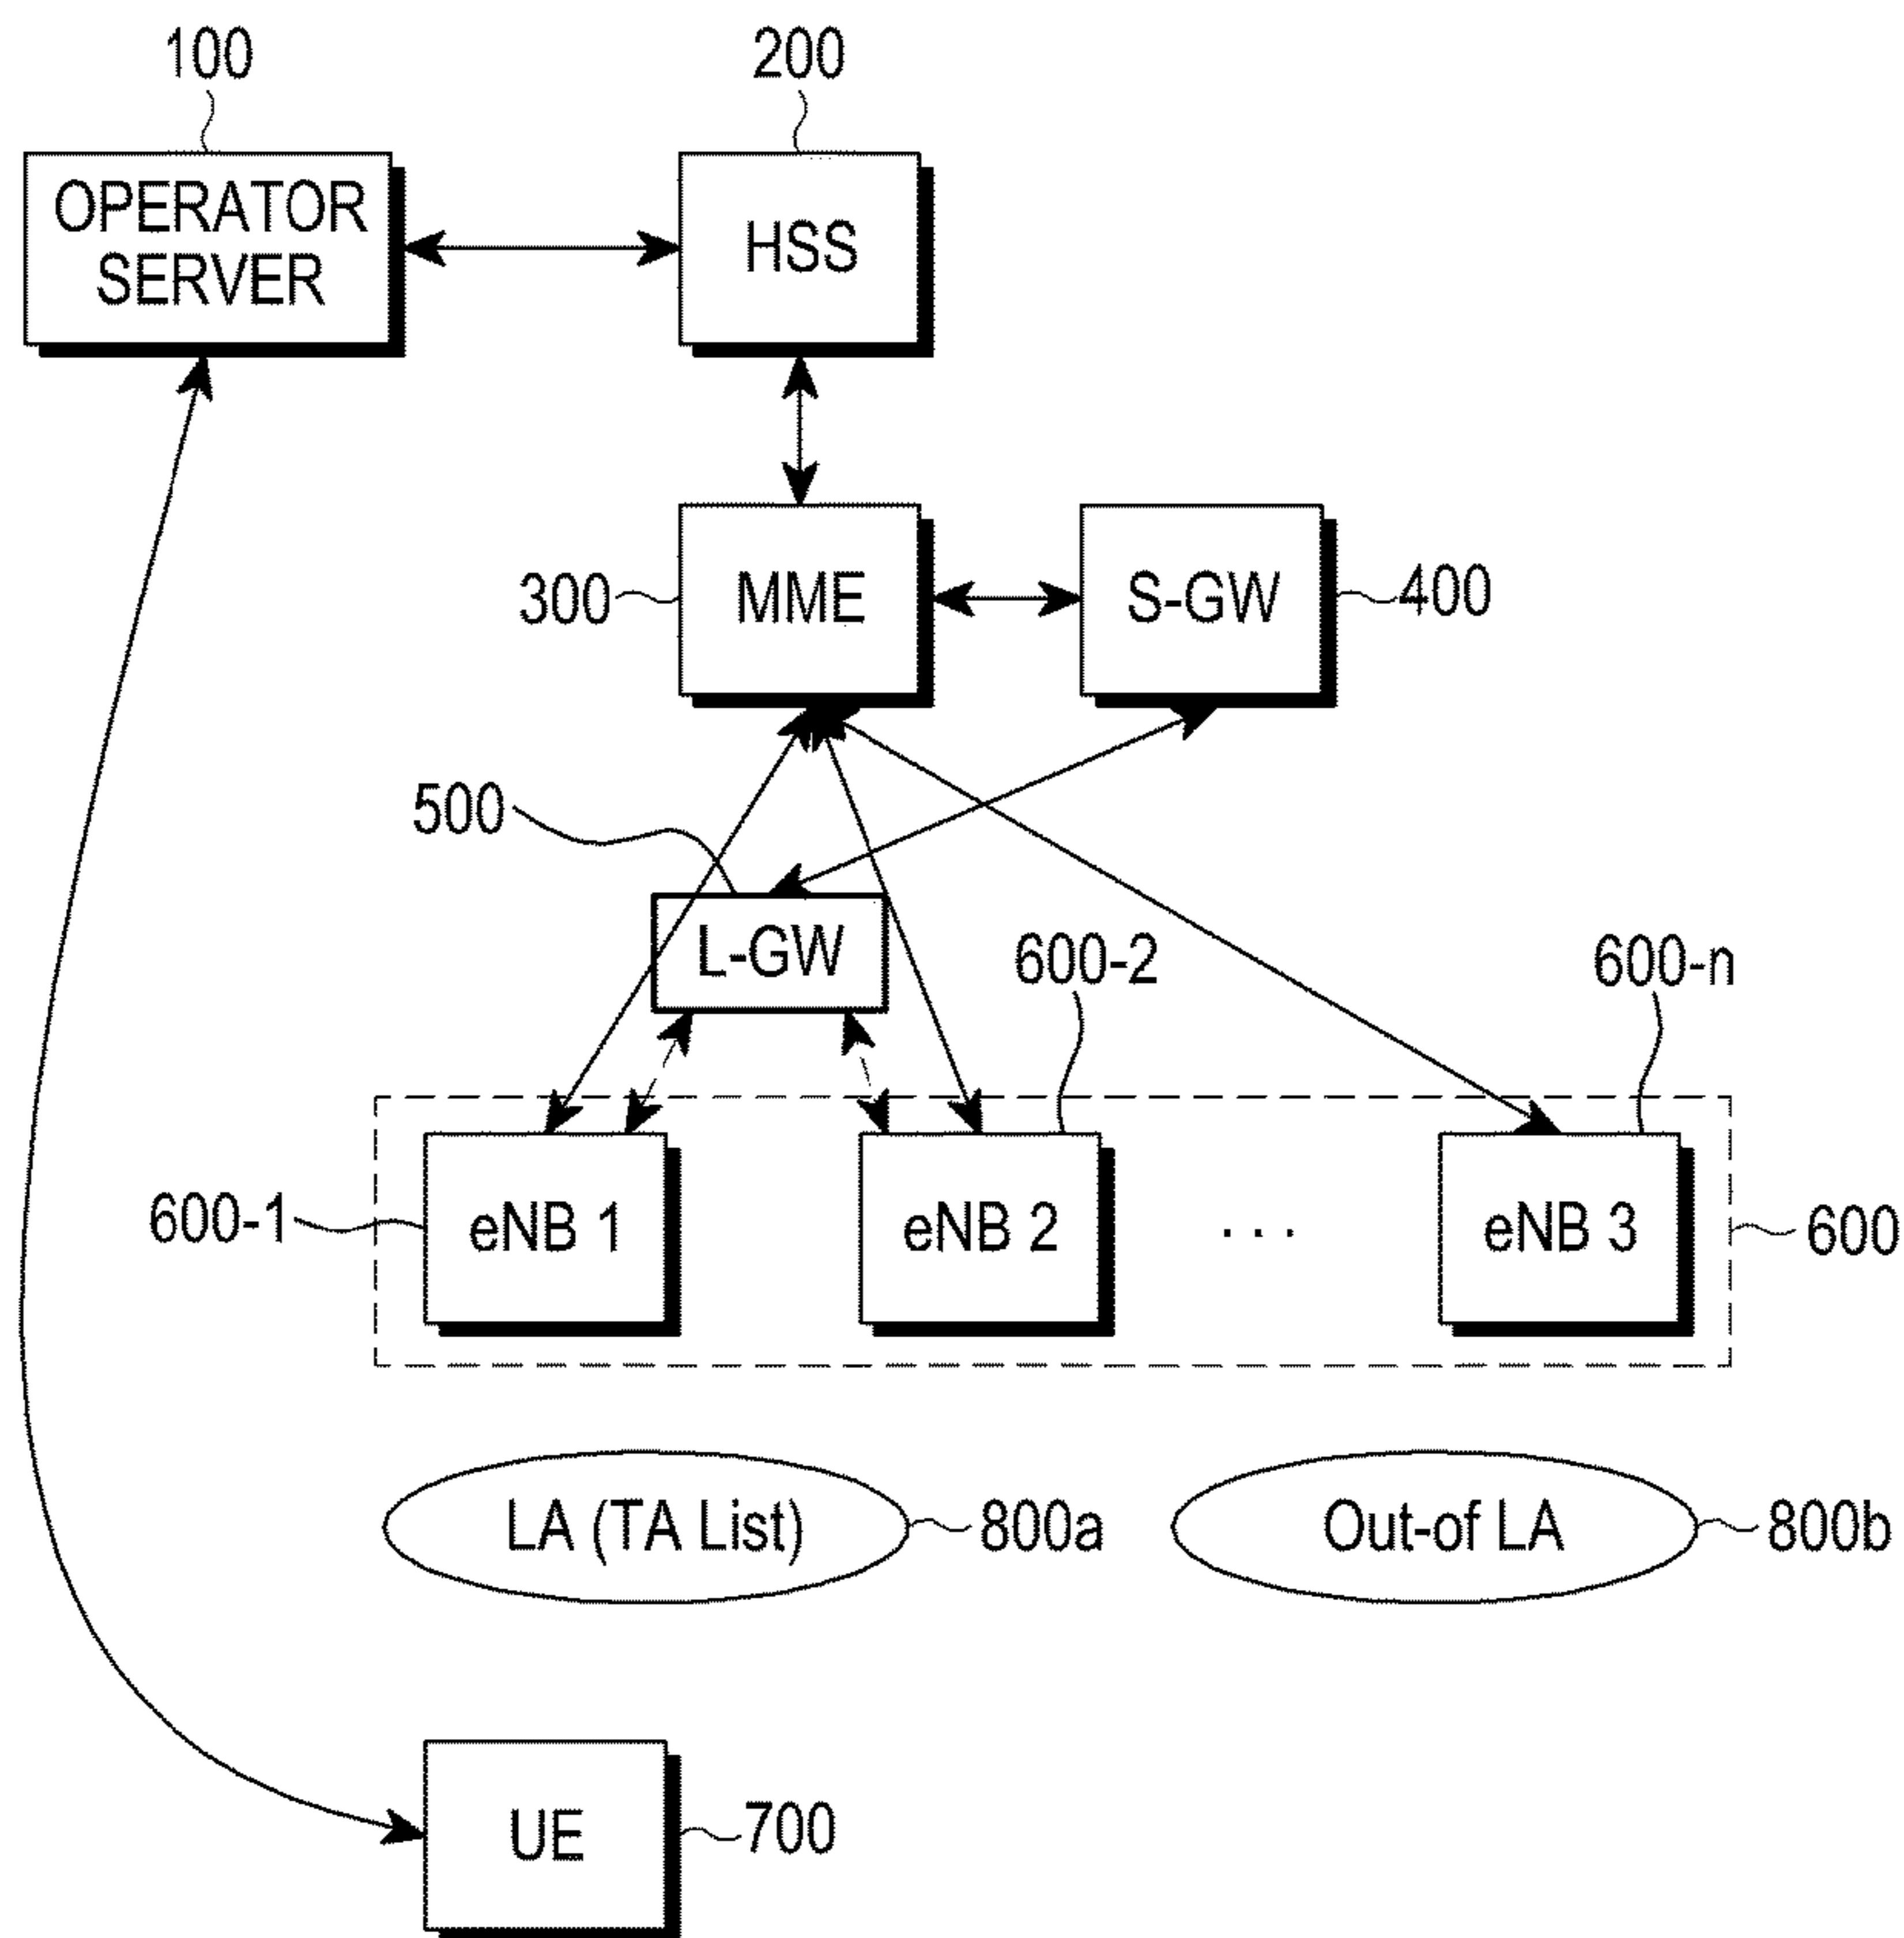 100
200
OPERATOR
SERVER
HSS
300
MME
S-GW
400
500
L-GW
600-2
600-n
600-1
eNB 1
eNB 2
...
eNB 3
600
LA (TA List)
800a
Out-of LA
800b
UE
700